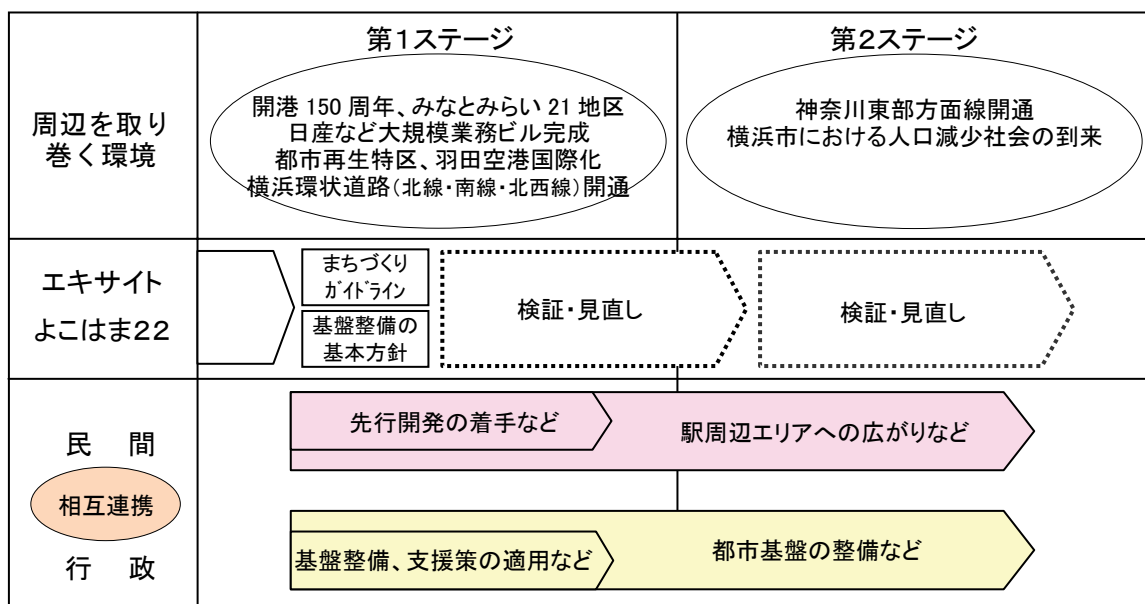 第1ステージ
第2ステージ
周辺を取り
巻く環境
開港 150 周年、みなとみらい 21 地区
日産など大規模業務ビル完成
都市再生特区、羽田空港国際化
横浜環状道路（北線・南線・北西線）開通
神奈川東部方面線開通
横浜市における人口減少社会の到来
エキサイト
よこはま22
まちづくり
ガイドライン
基盤整備の
基本方針
検証・見直し
検証・見直し
民 間
相互連携
行 政
先行開発の着手など
駅周辺エリアへの広がりなど
基盤整備、支援策の適用など
都市基盤の整備など